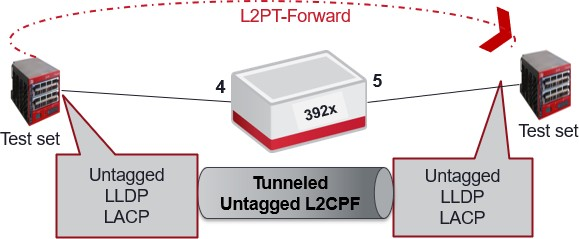 L2PT-Forward
4
5
392x
Test set
Test set
Untagged
LLDP
LACP
Tunneled
Untagged L2CPF
Untagged
LLDP
LACP